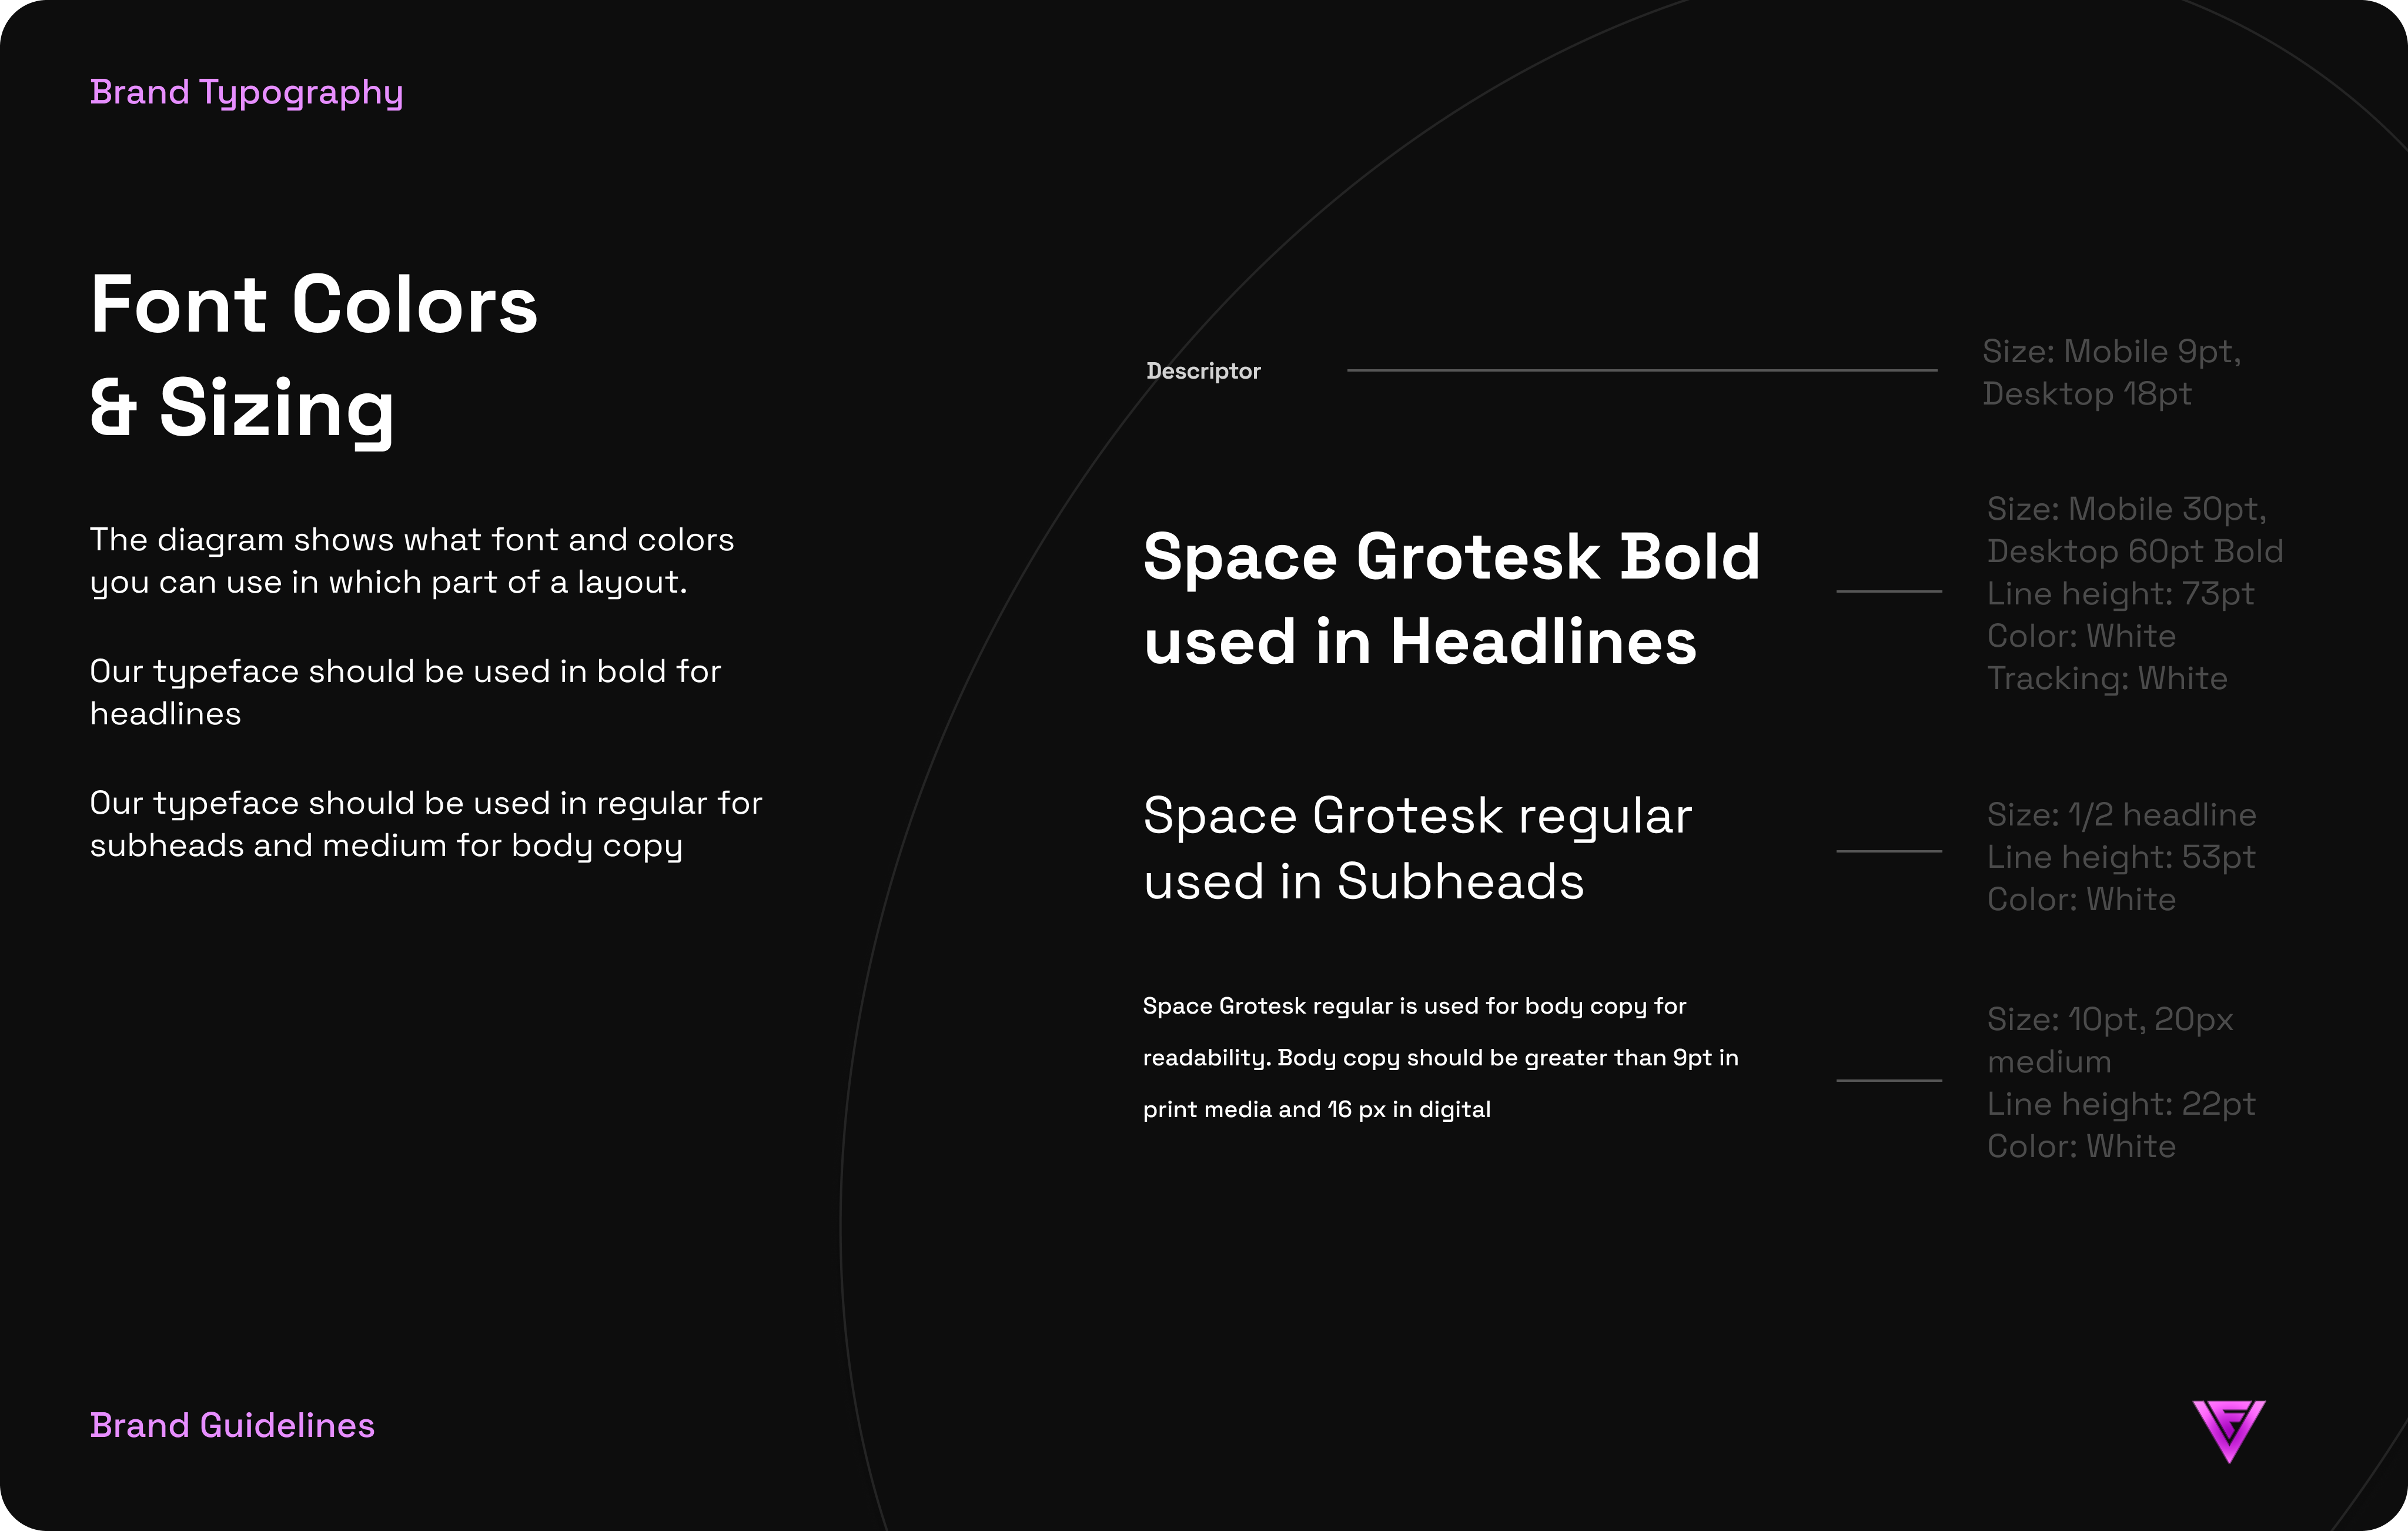 Brand Typography
Font Colors
& Sizing
The diagram shows what font and colors
you can use in which part of a layout.
Our typeface should be used in bold for
headlines
Our typeface should be used in regular for
subheads and medium for body copy
Descriptor
Size: Mobile 9pt,
Desktop 18pt
Space Grotesk Bold
used in Headlines
Size: Mobile 30pt,
Desktop 60pt Bold
Line height: 73pt
Color: White
Tracking: White
Space Grotesk regular
used in Subheads
Size: 1/2 headline
Line height: 53pt
Color: White
Space Grotesk regular is used for body copy for
readability. Body copy should be greater than 9pt in
print media and 16 px in digital
Size: 10pt, 20px
medium
Line height: 22pt
Color: White
Brand Guidelines